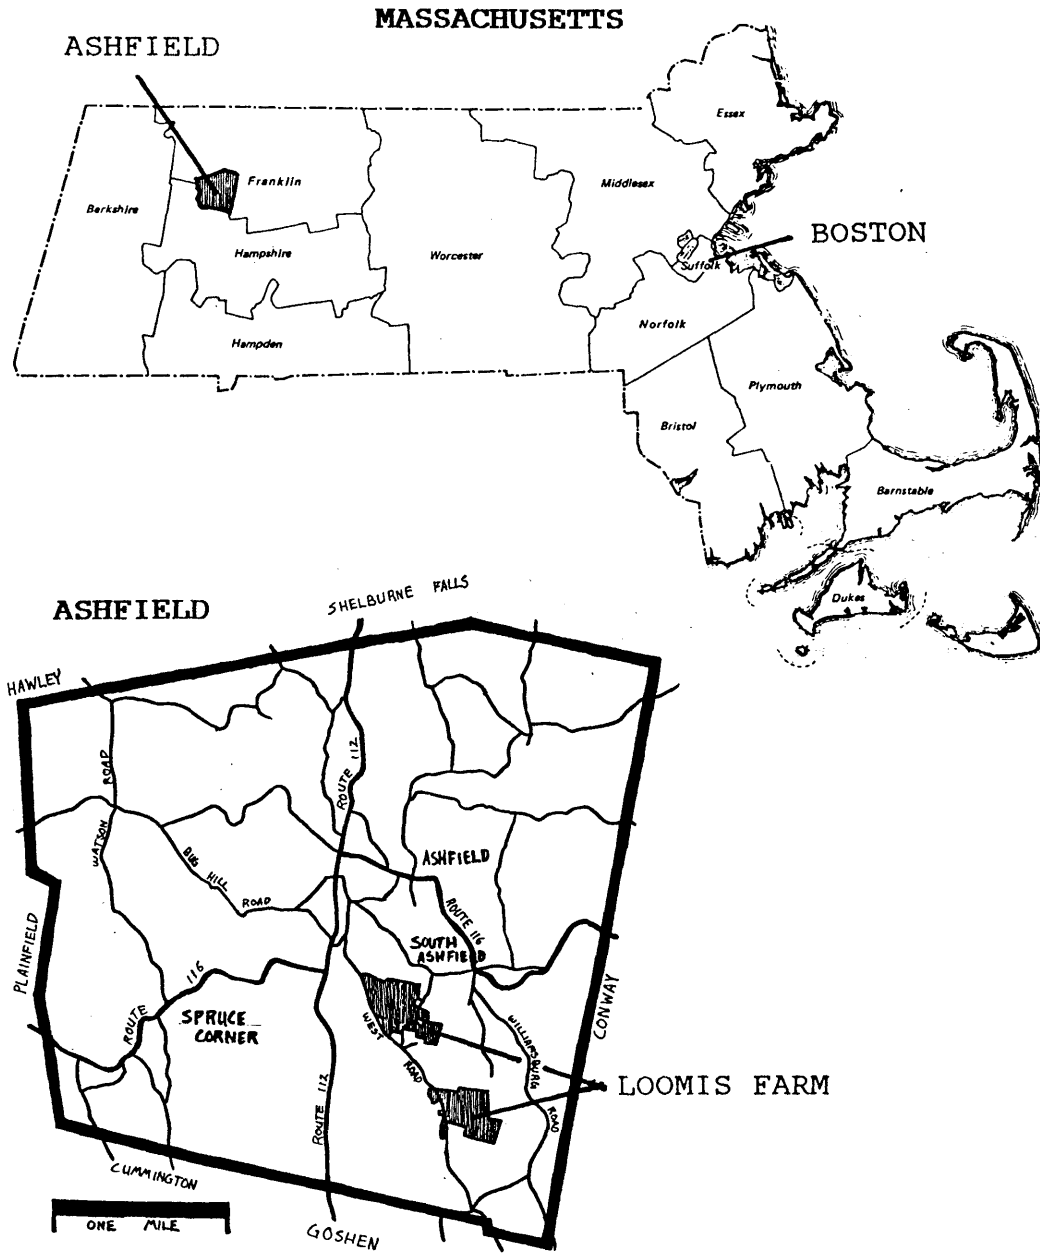 MASSACHUSETTS
ASHFIELD
Essex
Franklin
Middlesex
Berkshire
BOSTON
Hampshire
Worcester
Suffolk
Norfolk
Hampden
Plymouth
Bristol
Barnstable
Dukes
ASHFIELD
SHELBURNE FALLS
HAWLEY
ROAD
WATSON
ROUTE 112
BUG
HILL
ROAD
ASHFIELD
ROUTE 116
SOUTH
ASHFIELD
PLAINFIELD
ROUTE 116
SPRUCE
CORNER
WEST
ROAD
WILLIAMSBURG
ROAD
CONWAY
LOOMIS FARM
ROUTE 112
CUMMINGTON
GOSHEN
ONE MILE